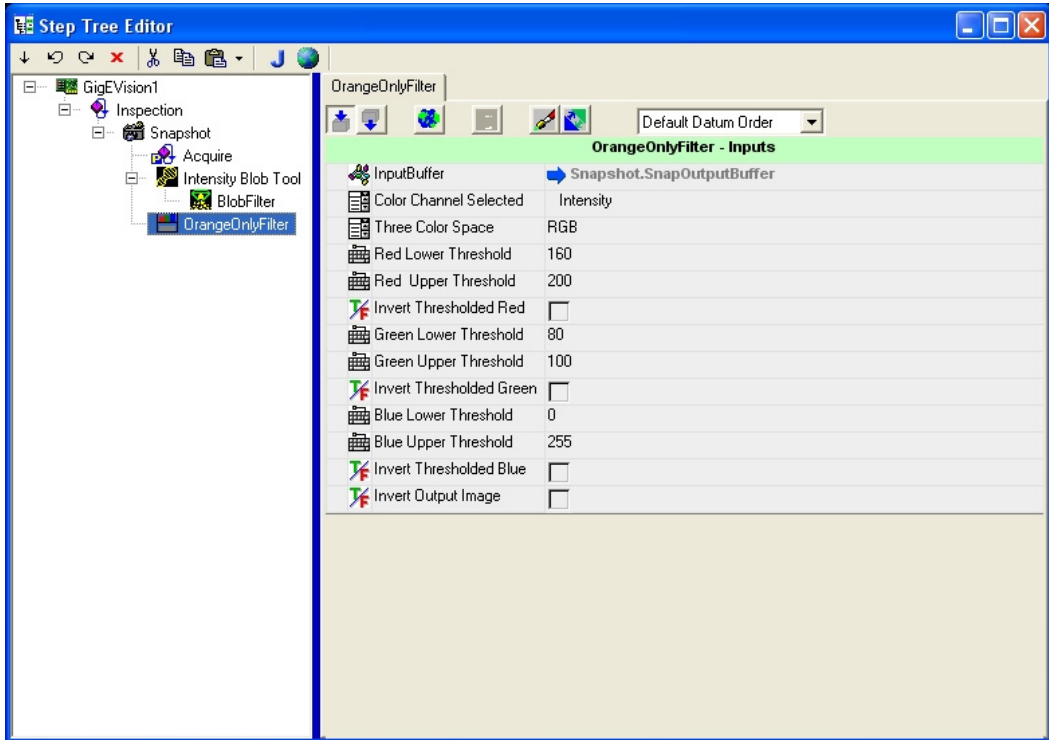 Step Tree Editor
GigEVision1
Inspection
Snapshot
Acquire
Intensity Blob Tool
BlobFilter
OrangeOnlyFilter
OrangeOnlyFilter
Default Datum Order
OrangeOnlyFilter - Inputs
InputBuffer Snapshot.SnapOutputBuffer
Color Channel Selected Intensity
Three Color Space RGB
Red Lower Threshold 160
Red Upper Threshold 200
Invert Thresholded Red
Green Lower Threshold 80
Green Upper Threshold 100
Invert Thresholded Green
Blue Lower Threshold 0
Blue Upper Threshold 255
Invert Thresholded Blue
Invert Output Image